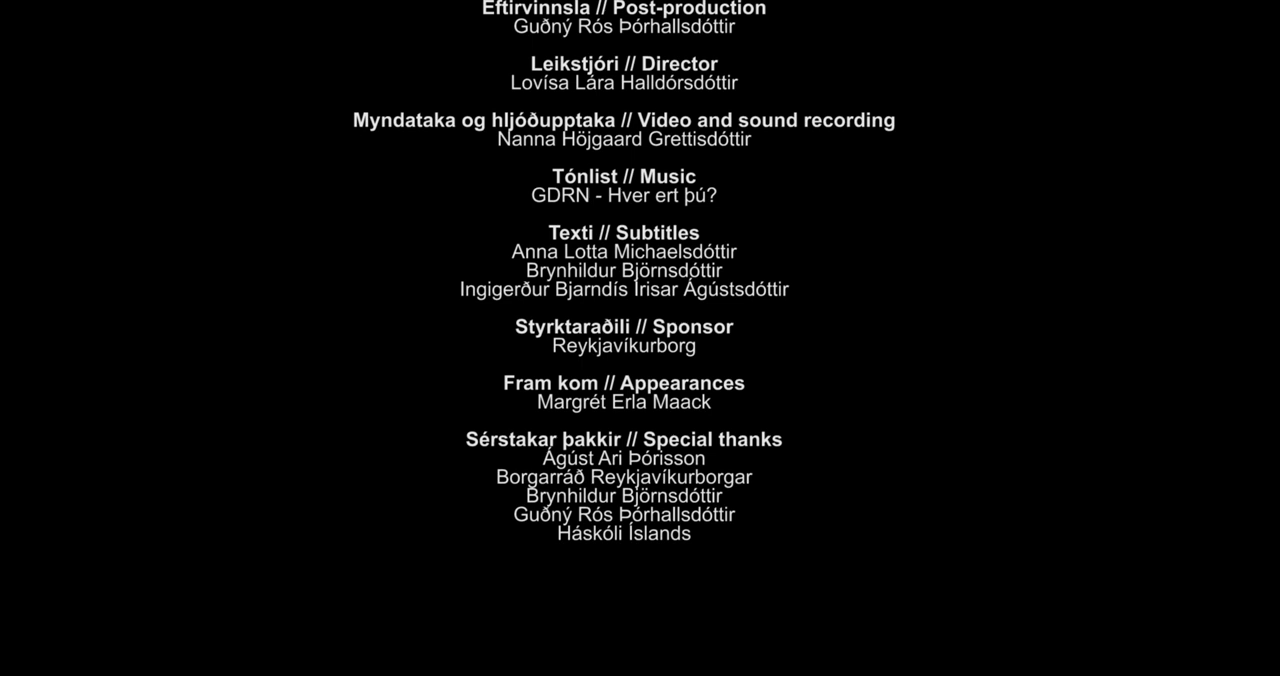 Eftirvinnsla // Post-production
Guðný Rós Þórhallsdóttir
Leikstjóri // Director
Lovísa Lára Halldórsdóttir
Myndataka og hljóðupptaka // Video and sound recording
Nanna Höjgaard Grettisdóttir
Tónlist // Music
GDRN - Hver ert þú?
Texti // Subtitles
Anna Lotta Michaelsdóttir
Brynhildur Björnsdóttir
Ingigerður Bjarndís Írisar Ágústsdóttir
Styrktaraðili // Sponsor
Reykjavíkurborg
Fram kom // Appearances
Margrét Erla Maack
Sérstakar þakkir // Special thanks
Ágúst Ari Þórisson
Borgarráð Reykjavíkurborgar
Brynhildur Björnsdóttir
Guðný Rós Þórhallsdóttir
Háskóli Íslands